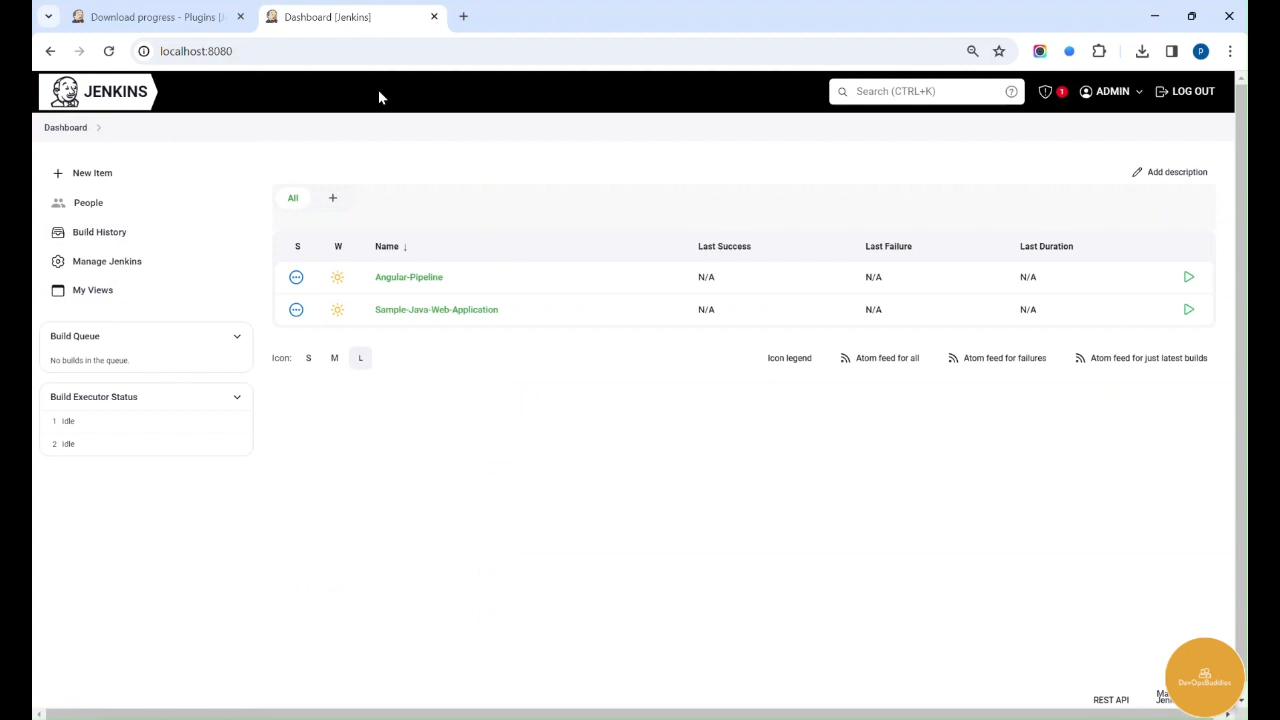 Download progress - Plugins [J
Dashboard [Jenkins]
localhost:8080
P
JENKINS
Search (CTRL+K)
1
ADMIN
LOG OUT
Dashboard
New Item
People
Build History
Manage Jenkins
My Views
Add description
All
S W Name ↓ Last Success Last Failure Last Duration
Angular-Pipeline N/A N/A N/A
Sample-Java-Web-Application N/A N/A N/A
Build Queue
No builds in the queue.
Build Executor Status
1 Idle
2 Idle
Icon: S M L
Icon legend
Atom feed for all
Atom feed for failures
Atom feed for just latest builds
REST API
DevOpsBuddies